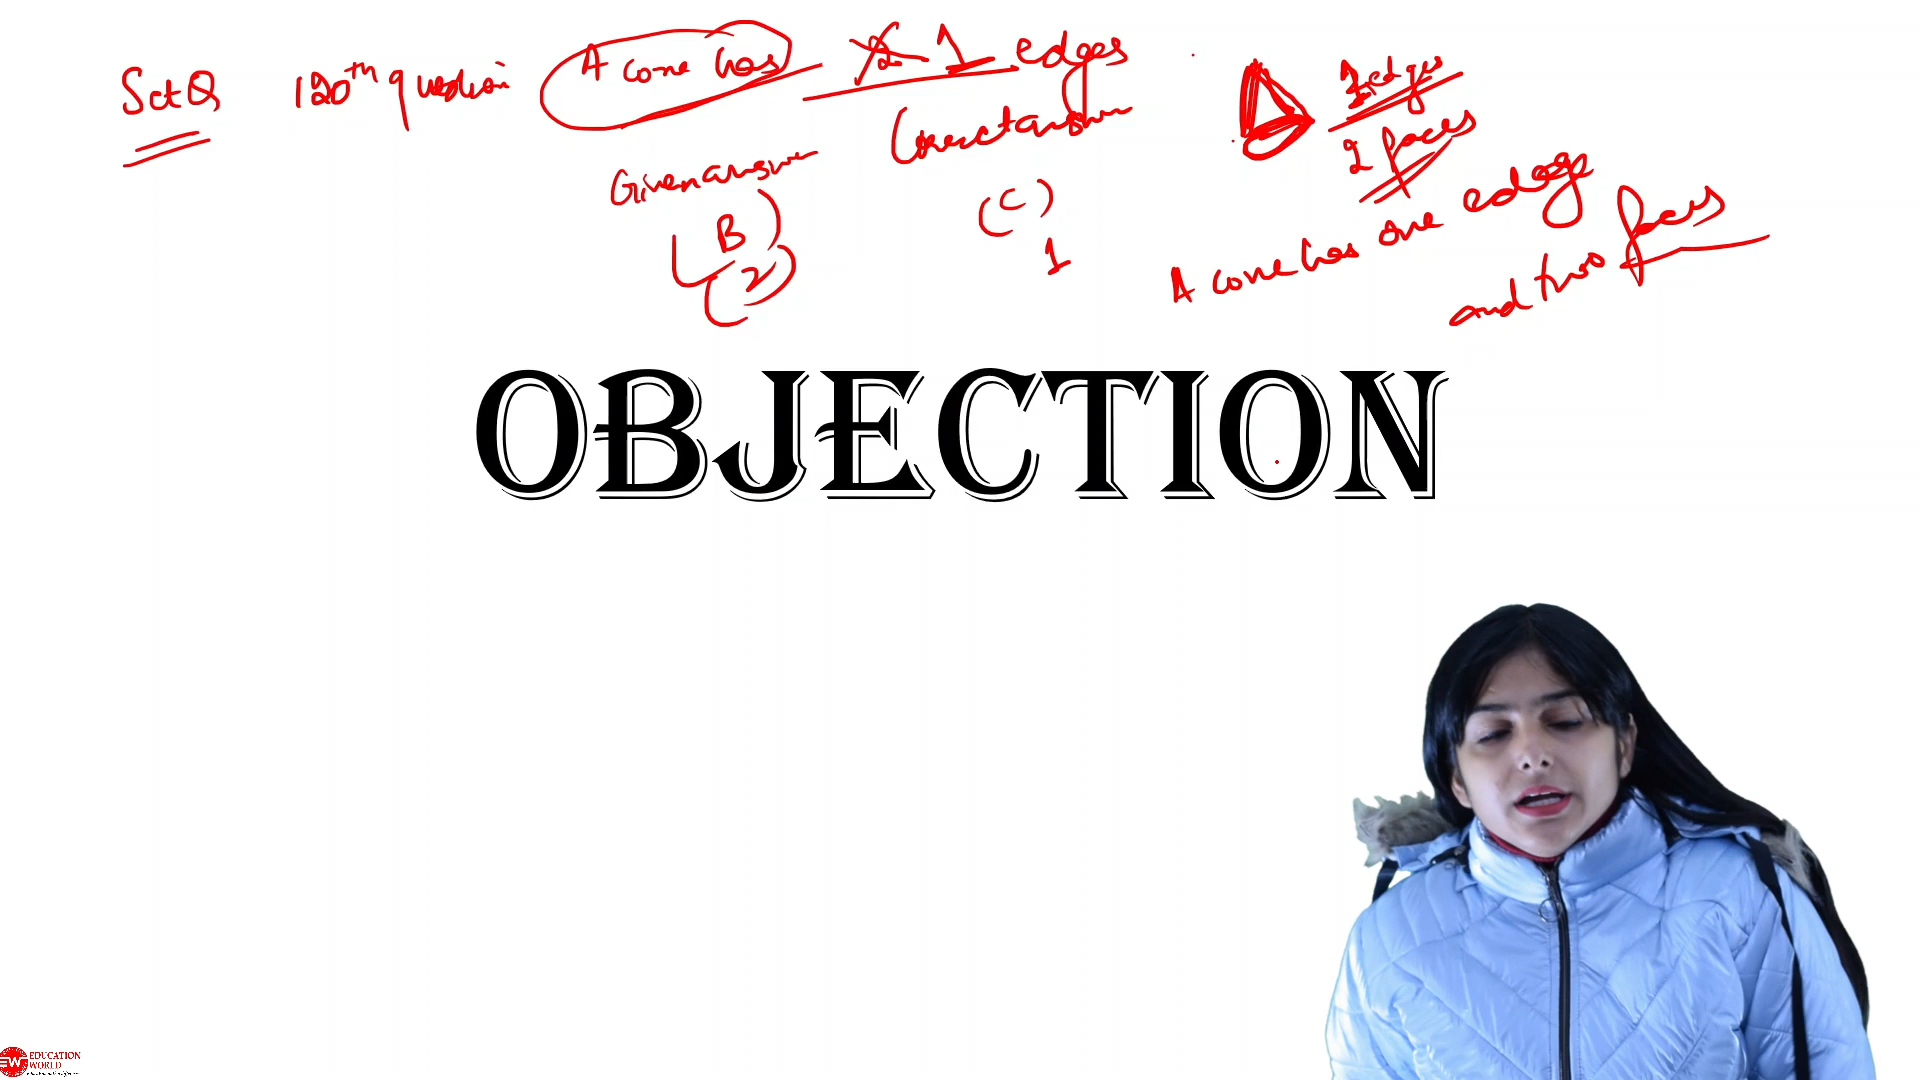 Set Q 120th question A cone has 2 1 edges
Given answer Correct answer
(B) (C)
(2) 1
1 edges
2 faces
A cone has one edge
and two faces
OBJECTION
EDUCATION
WORLD